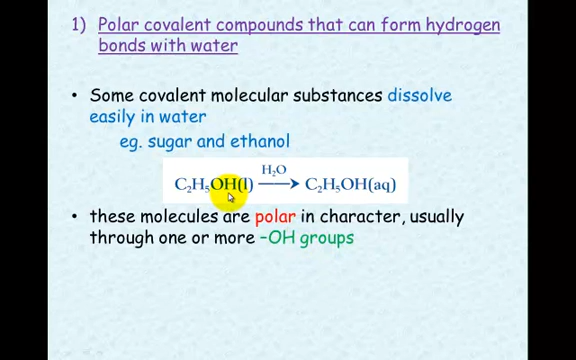 1) Polar covalent compounds that can form hydrogen
bonds with water
• Some covalent molecular substances dissolve
easily in water
eg. sugar and ethanol
H₂O
C₂H₅OH(l) ⟶ C₂H₅OH(aq)
• these molecules are polar in character, usually
through one or more –OH groups